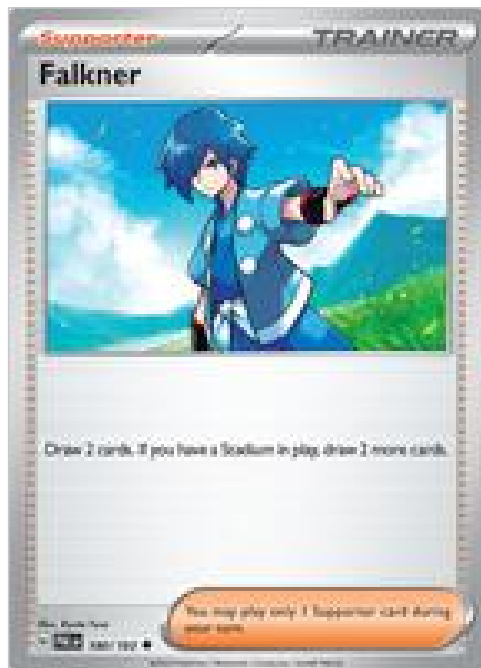 Supporter
TRAINER
Falkner
Draw 2 cards. If you have a Stadium in play, draw 2 more cards.
You may play only 1 Supporter card during
your turn.